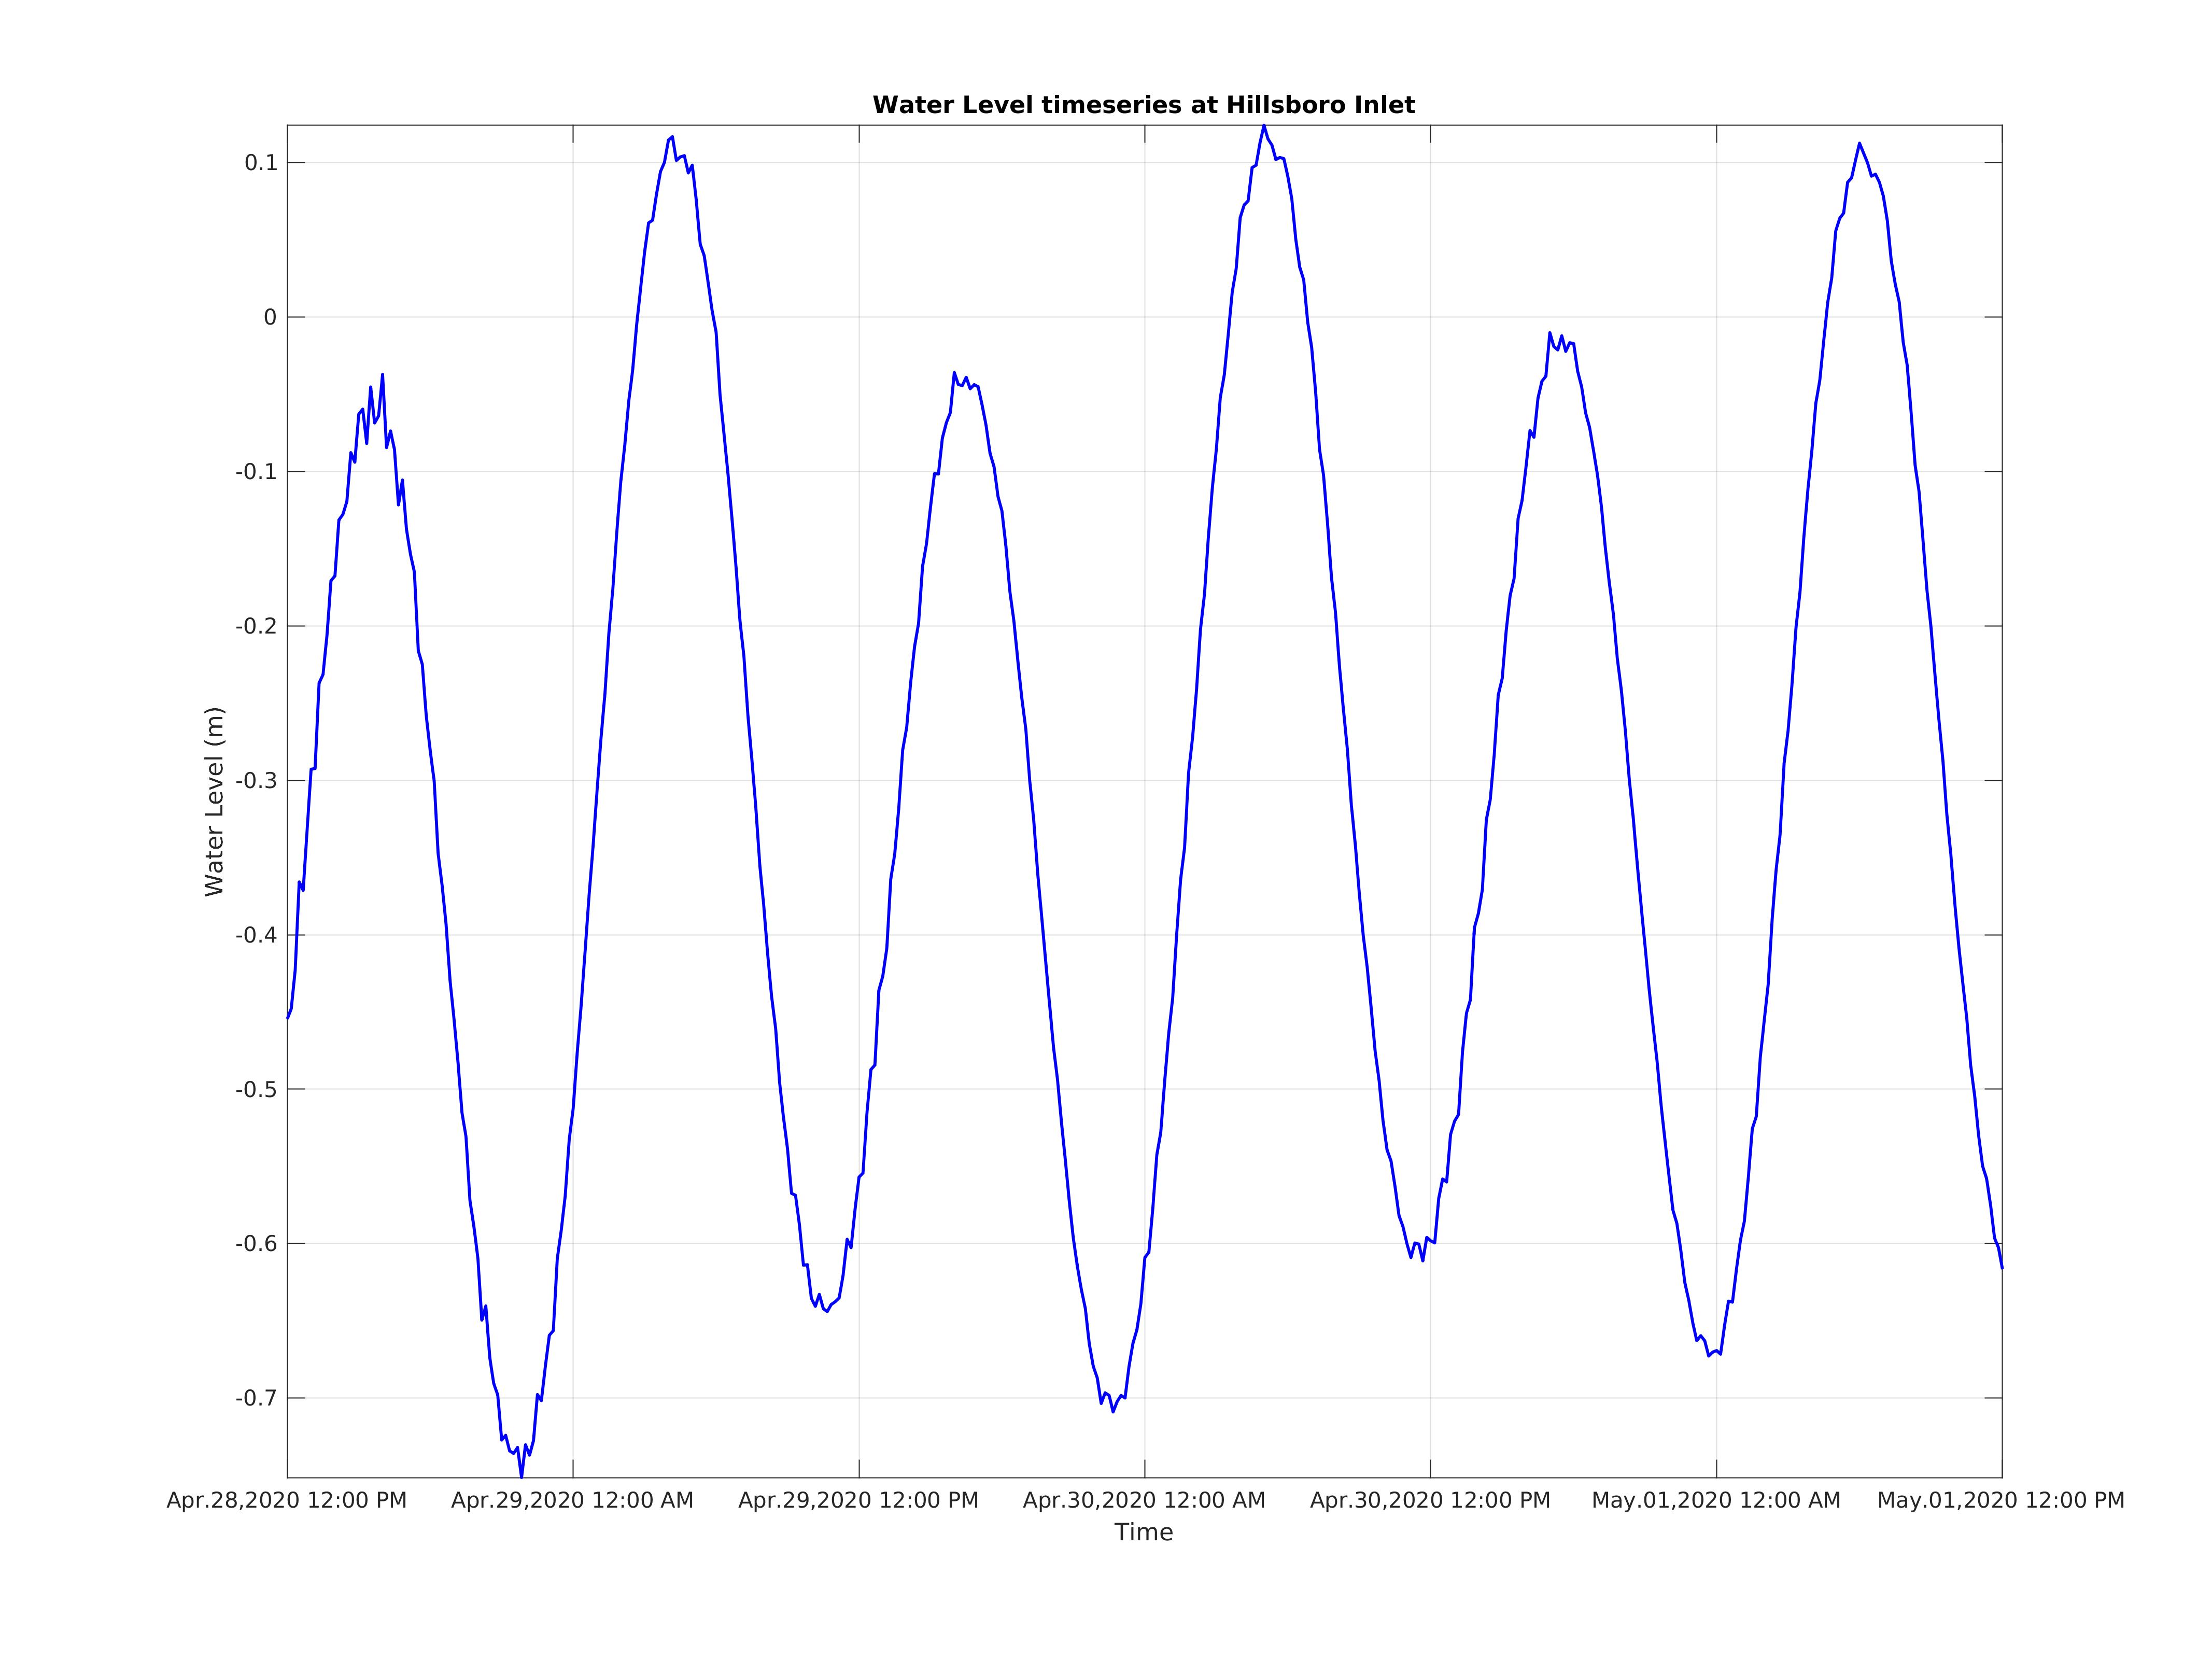 Water Level timeseries at Hillsboro Inlet
0.1
0
-0.1
-0.2
-0.3
-0.4
-0.5
-0.6
-0.7
Water Level (m)
Apr.28,2020 12:00 PM
Apr.29,2020 12:00 AM
Apr.29,2020 12:00 PM
Apr.30,2020 12:00 AM
Apr.30,2020 12:00 PM
May.01,2020 12:00 AM
May.01,2020 12:00 PM
Time